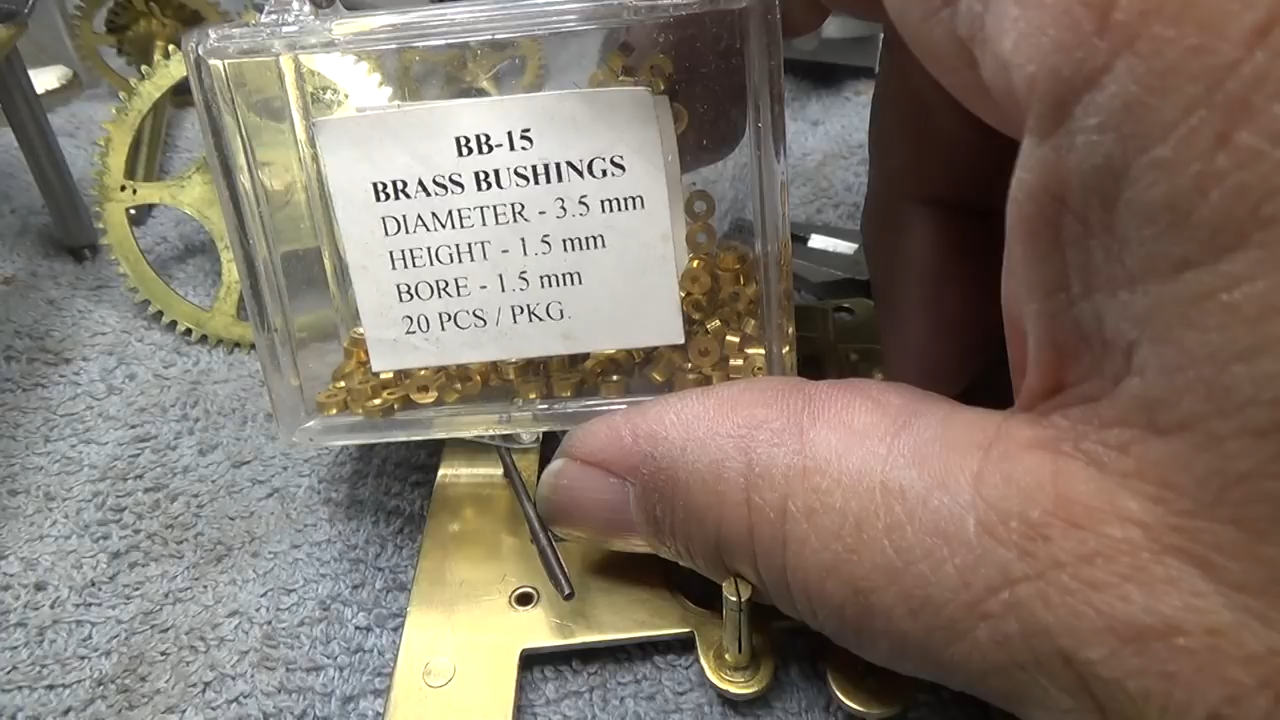 BB-15
BRASS BUSHINGS
DIAMETER - 3.5 mm
HEIGHT - 1.5 mm
BORE - 1.5 mm
20 PCS / PKG.